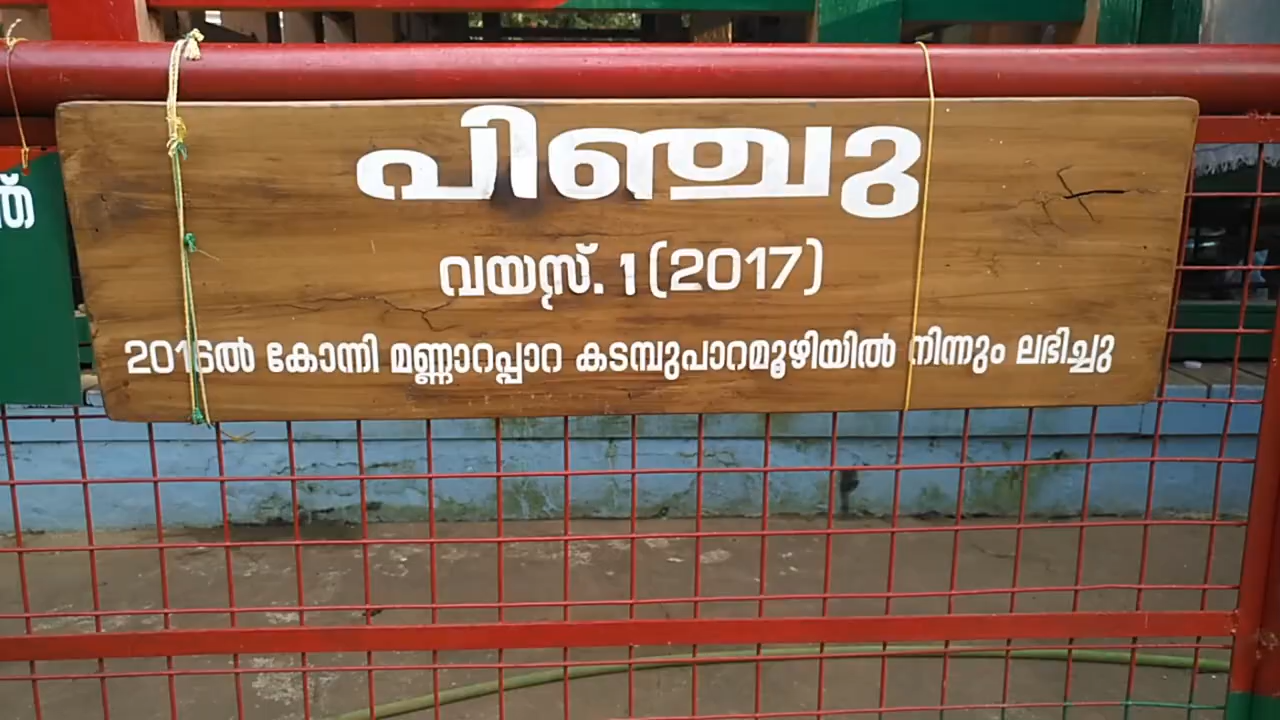 പിഞ്ചു
വയസ്സ്. 1 (2017)
2016ൽ കോന്നി മണ്ണാറപ്പാറ കടമ്പുപാറമൂഴിയിൽ നിന്നും ലഭിച്ചു